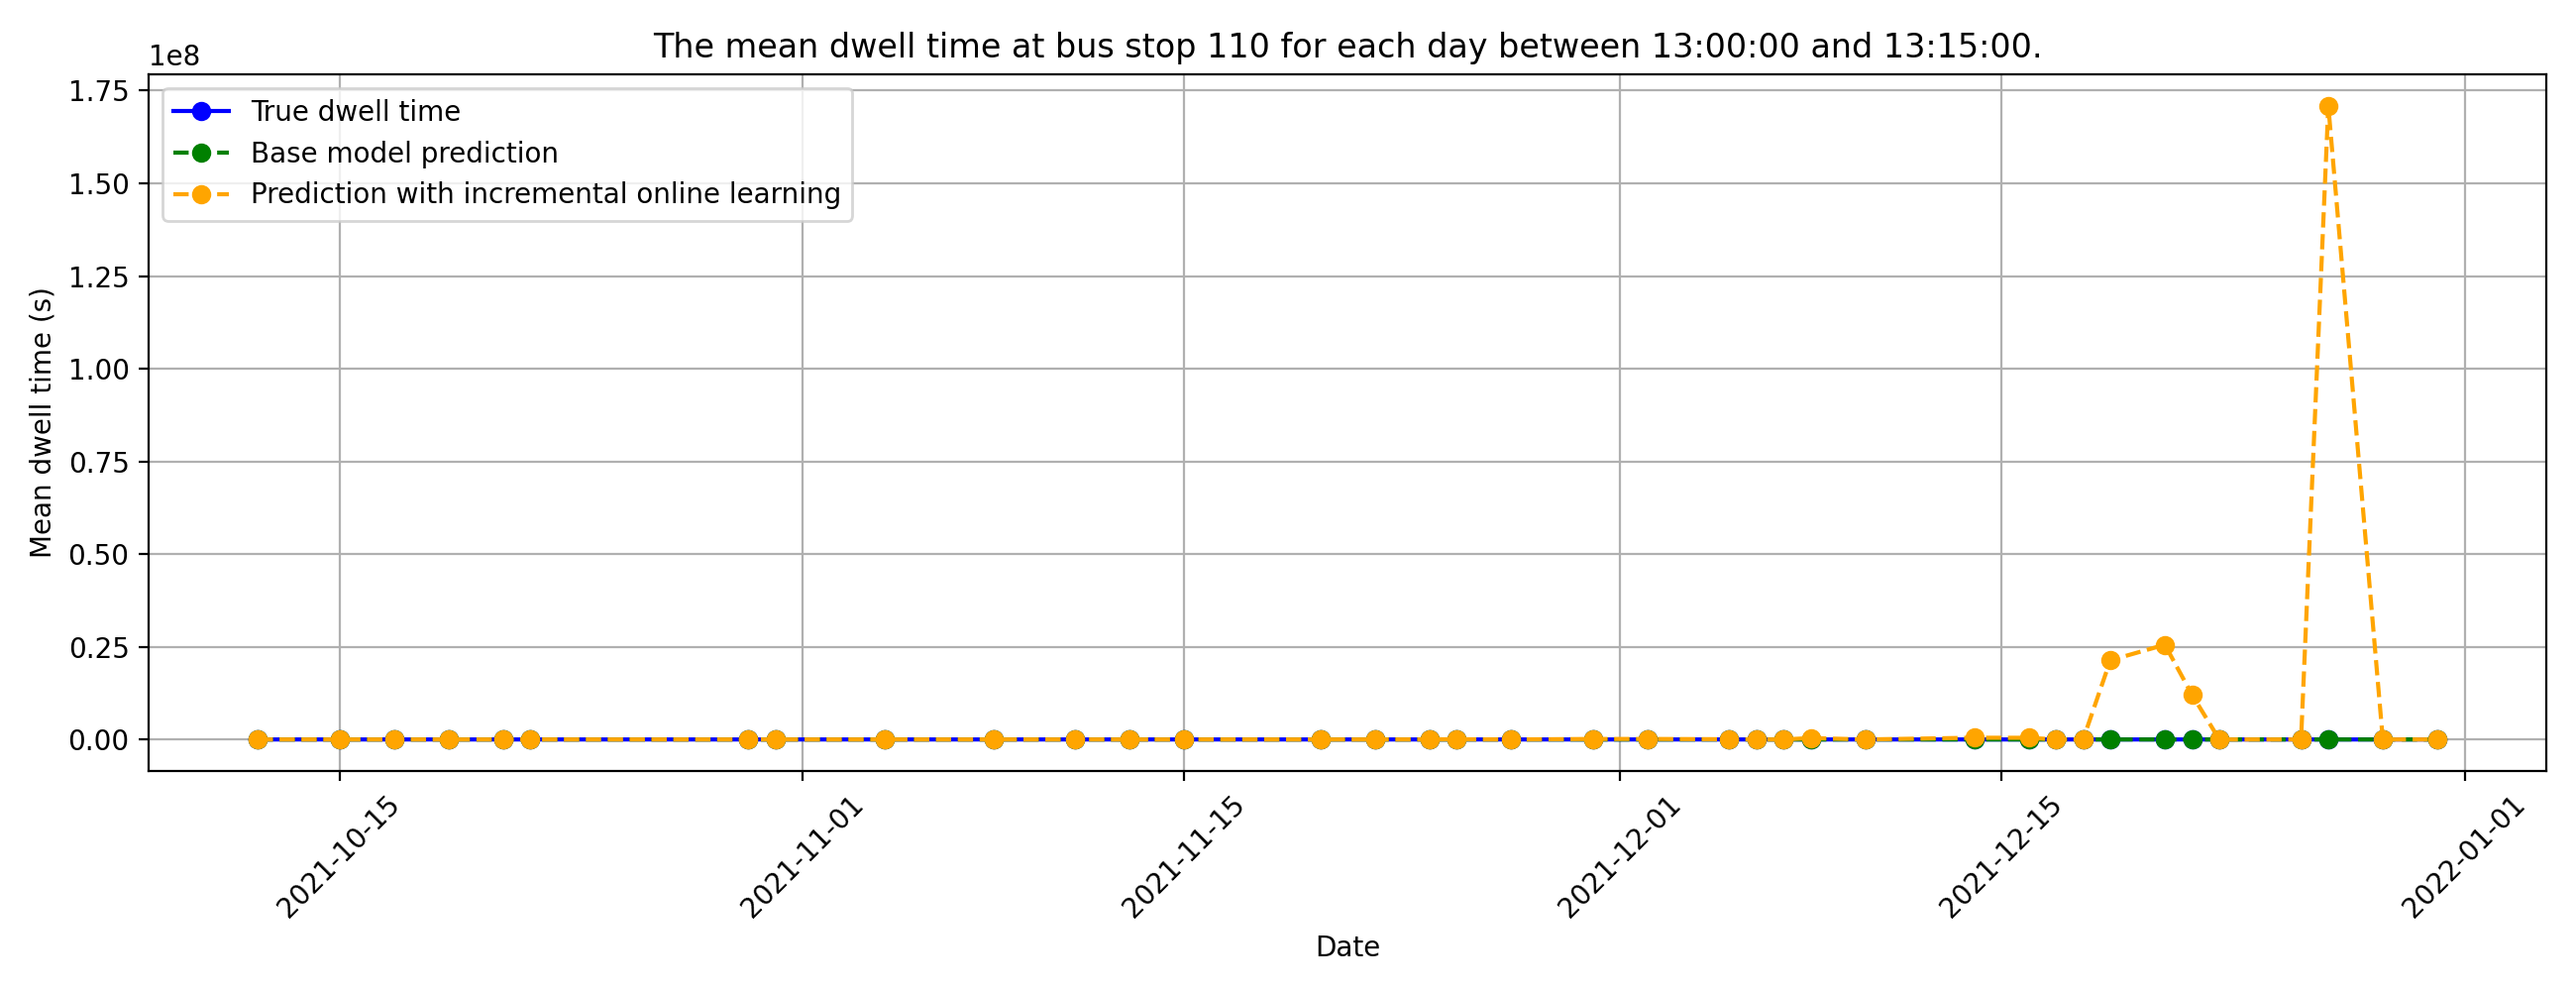 The mean dwell time at bus stop 110 for each day between 13:00:00 and 13:15:00.
1e8
1.75
1.50
1.25
1.00
0.75
0.50
0.25
0.00
Mean dwell time (s)
True dwell time
Base model prediction
Prediction with incremental online learning
2021-10-15
2021-11-01
2021-11-15
2021-12-01
2021-12-15
2022-01-01
Date